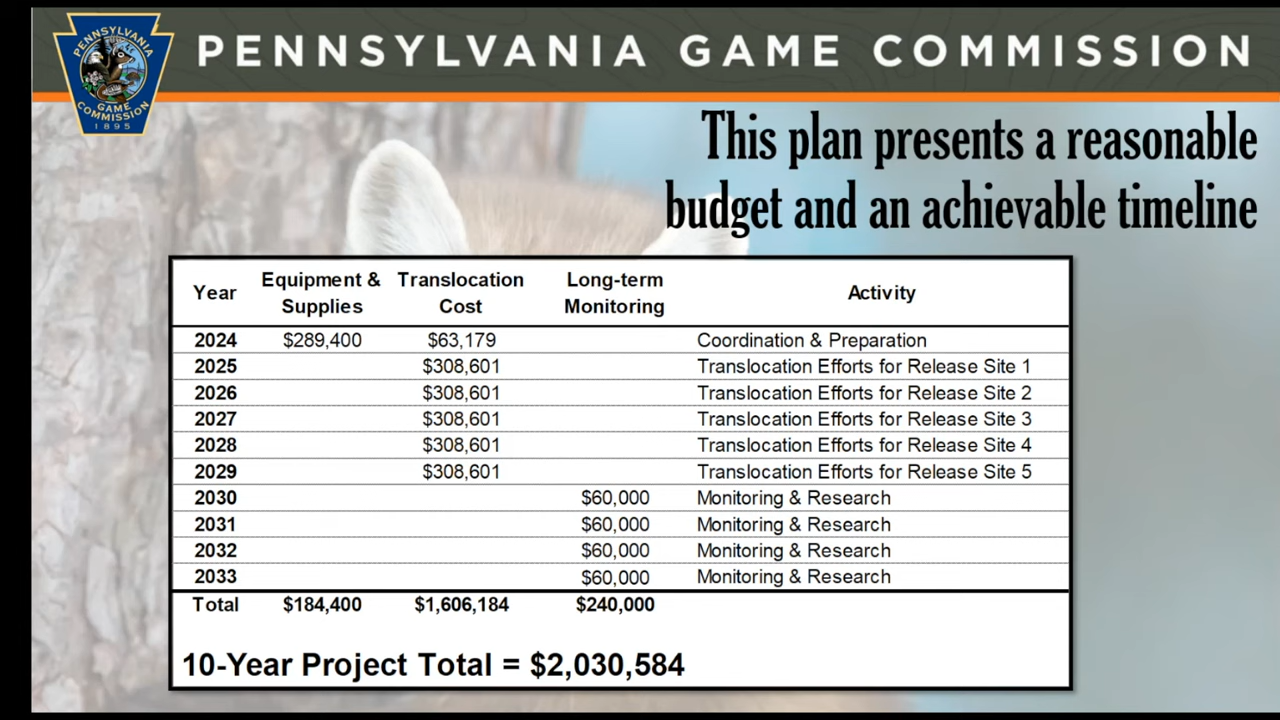 PENNSYLVANIA GAME COMMISSION
PENNSYLVANIA
GAME
COMMISSION
1895
This plan presents a reasonable
budget and an achievable timeline
Year Equipment & Supplies Translocation Cost Long-term Monitoring Activity
2024 $289,400 $63,179 Coordination & Preparation
2025 $308,601 Translocation Efforts for Release Site 1
2026 $308,601 Translocation Efforts for Release Site 2
2027 $308,601 Translocation Efforts for Release Site 3
2028 $308,601 Translocation Efforts for Release Site 4
2029 $308,601 Translocation Efforts for Release Site 5
2030 $60,000 Monitoring & Research
2031 $60,000 Monitoring & Research
2032 $60,000 Monitoring & Research
2033 $60,000 Monitoring & Research
Total $184,400 $1,606,184 $240,000
10-Year Project Total = $2,030,584